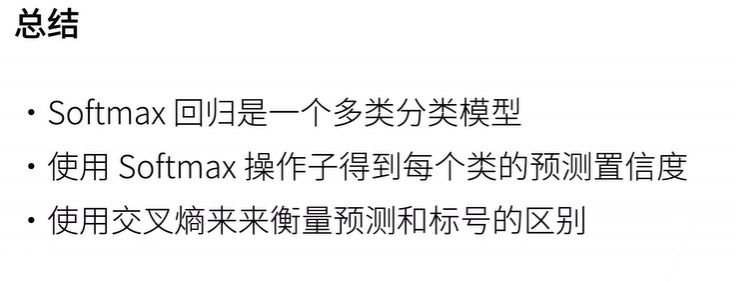 总结
• Softmax 回归是一个多类分类模型
• 使用 Softmax 操作子得到每个类的预测置信度
• 使用交叉熵来来衡量预测和标号的区别